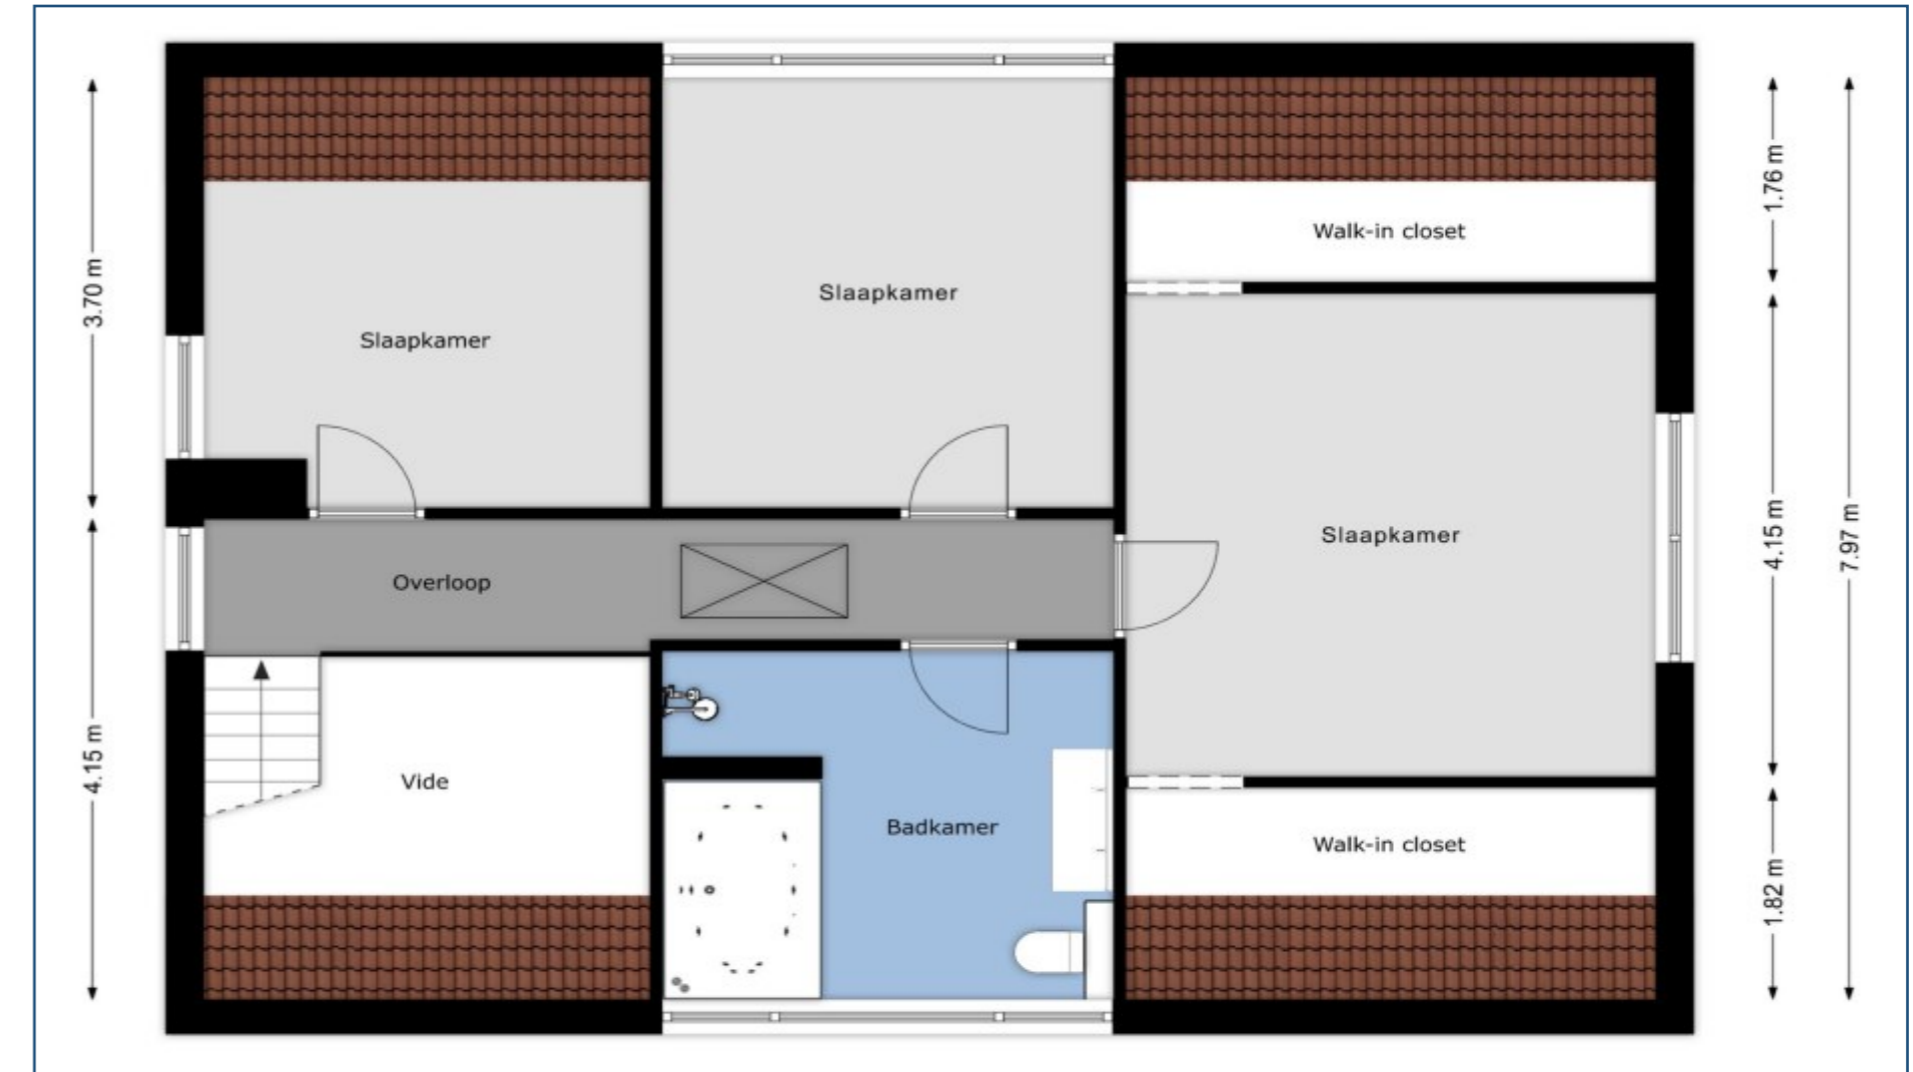 1.76 m
Walk-in closet
3.70 m
Slaapkamer
Slaapkamer
Slaapkamer
4.15 m
7.97 m
Overloop
4.15 m
Vide
Badkamer
Walk-in closet
1.82 m